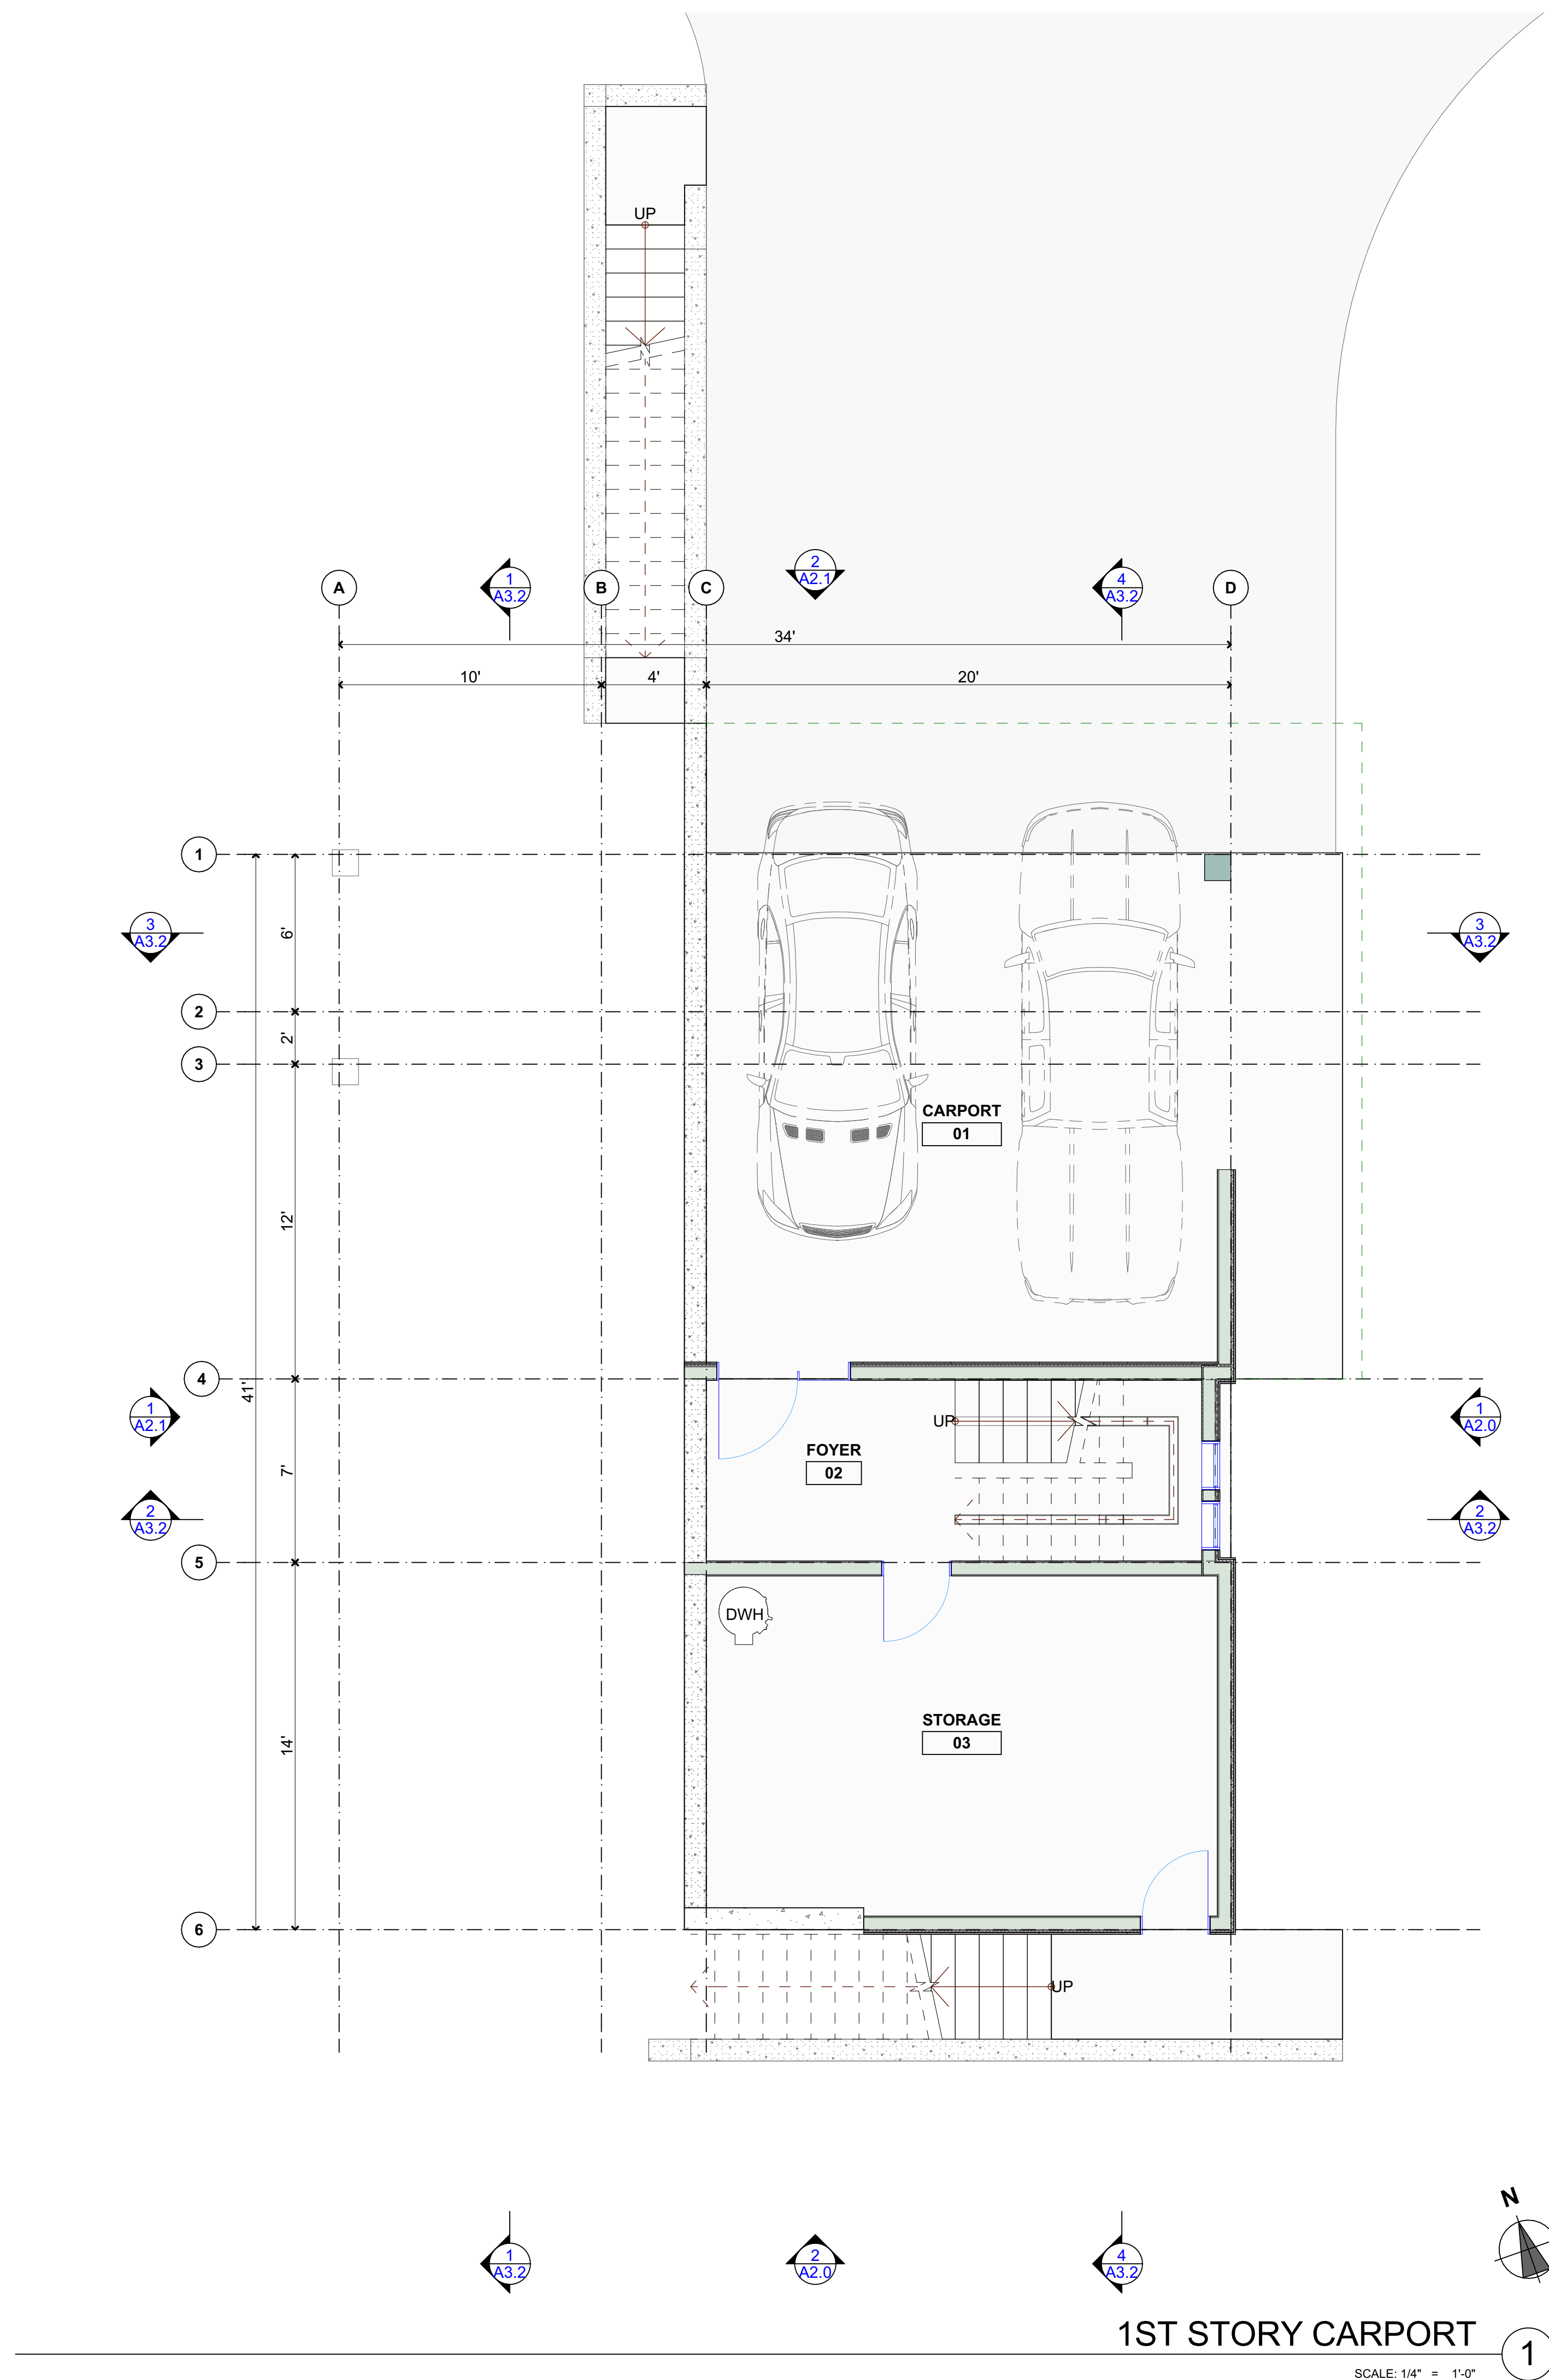 UP
A
1
A3.2
B
C
2
A2.1
4
A3.2
D
34'
10'
4'
20'
1
3
A3.2
6'
3
A3.2
2
2'
3
CARPORT
01
12'
4
41'
1
A2.1
UP
1
A2.0
FOYER
02
7'
2
A3.2
2
A3.2
5
DWH
STORAGE
03
14'
6
UP
N
1
A3.2
2
A2.0
4
A3.2
1ST STORY CARPORT
1
SCALE: 1/4" = 1'-0"